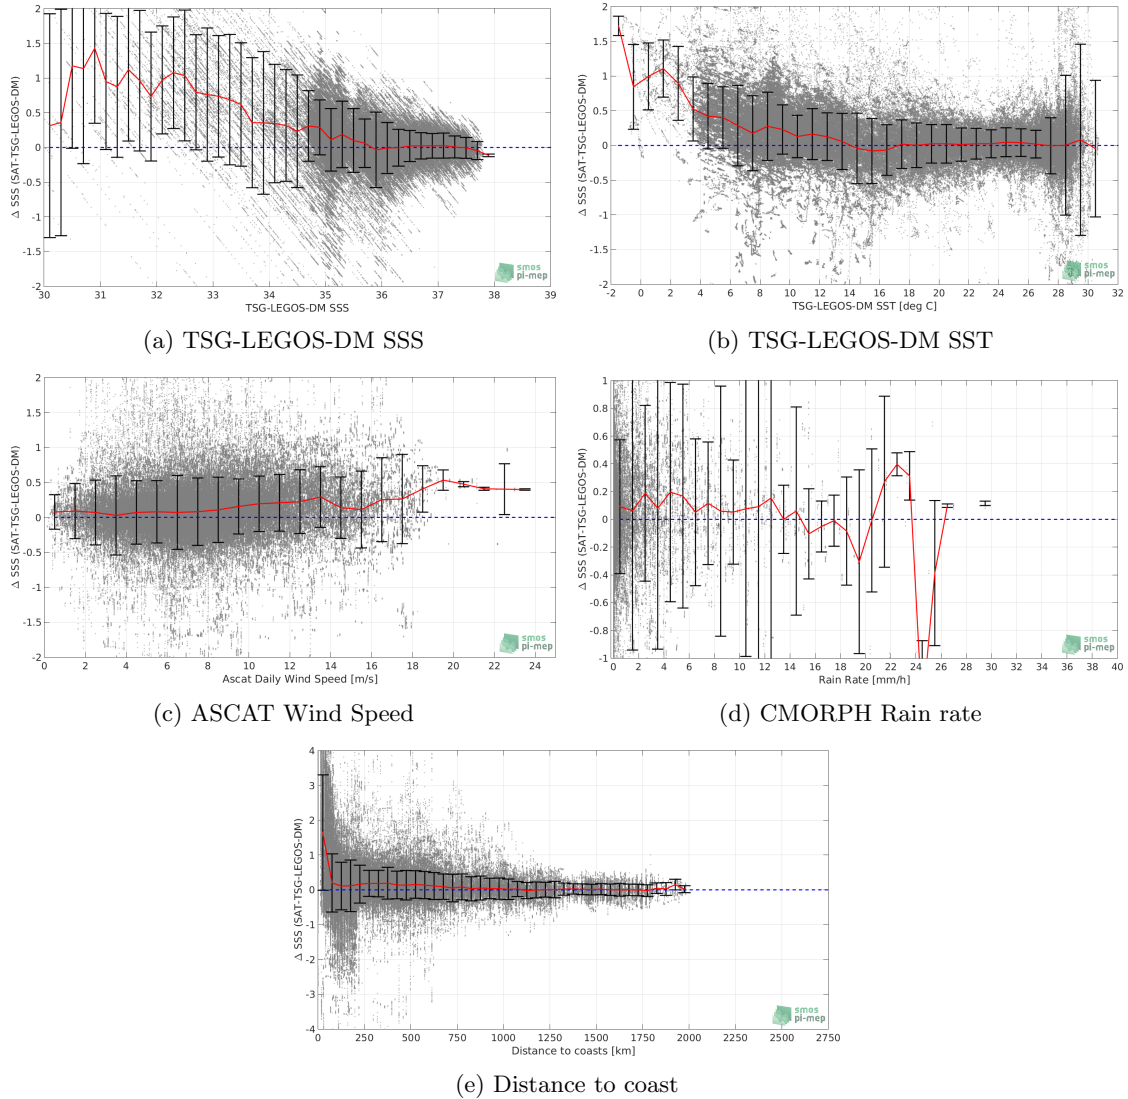 Δ SSS (SAT-TSG-LEGOS-DM)
2
1.5
1
0.5
0
-0.5
-1
-1.5
-2
30 31 32 33 34 35 36 37 38 39
TSG-LEGOS-DM SSS
smos
pi-mep
(a) TSG-LEGOS-DM SSS
Δ SSS (SAT-TSG-LEGOS-DM)
2
1.5
1
0.5
0
-0.5
-1
-1.5
-2
-2 0 2 4 6 8 10 12 14 16 18 20 22 24 26 28 30 32
TSG-LEGOS-DM SST [deg C]
smos
pi-mep
(b) TSG-LEGOS-DM SST
Δ SSS (SAT-TSG-LEGOS-DM)
2
1.5
1
0.5
0
-0.5
-1
-1.5
-2
0 2 4 6 8 10 12 14 16 18 20 22 24
Ascat Daily Wind Speed [m/s]
smos
pi-mep
(c) ASCAT Wind Speed
Δ SSS (SAT-TSG-LEGOS-DM)
1
0.8
0.6
0.4
0.2
0
-0.2
-0.4
-0.6
-0.8
-1
0 2 4 6 8 10 12 14 16 18 20 22 24 26 28 30 32 34 36 38 40
Rain Rate [mm/h]
smos
pi-mep
(d) CMORPH Rain rate
Δ SSS (SAT-TSG-LEGOS-DM)
4
3
2
1
0
-1
-2
-3
-4
0 250 500 750 1000 1250 1500 1750 2000 2250 2500 2750
Distance to coasts [km]
smos
pi-mep
(e) Distance to coast